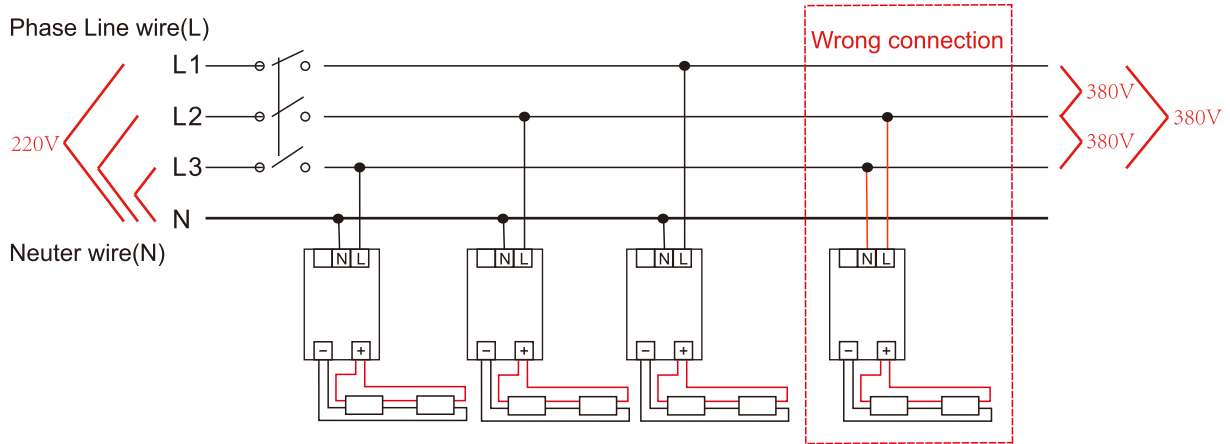 Phase Line wire(L)
Wrong connection
L1
L2
L3
N
220V
380V
380V
380V
Neuter wire(N)
N L
N L
N L
N L
− +
− +
− +
− +